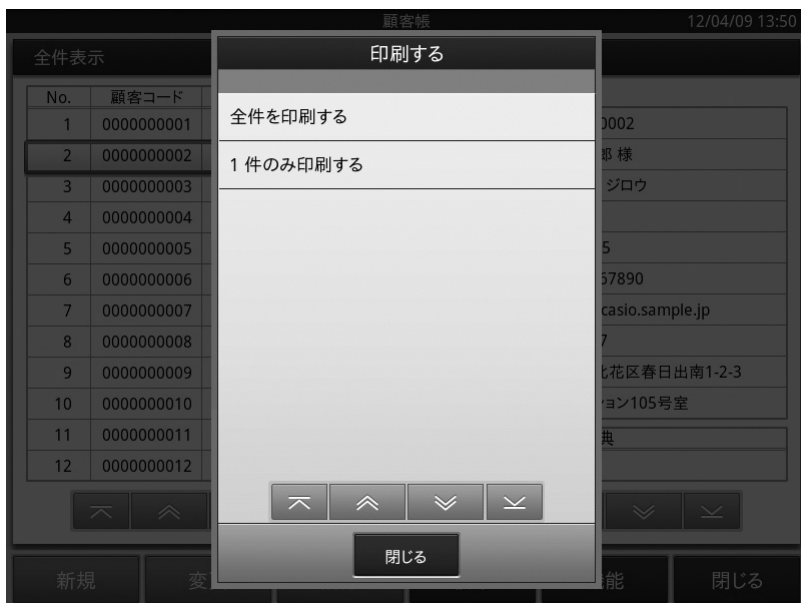 顧客帳
12/04/09 13:50
全件表示
印刷する
全件を印刷する
1 件のみ印刷する
閉じる
No. 顧客コード
1 0000000001
2 0000000002
3 0000000003
4 0000000004
5 0000000005
6 0000000006
7 0000000007
8 0000000008
9 0000000009
10 0000000010
11 0000000011
12 0000000012
0002
様
ジロウ
5
67890
casio.sample.jp
7
花区春日出南1-2-3
ョン105号室
典
新規
変
能
閉じる